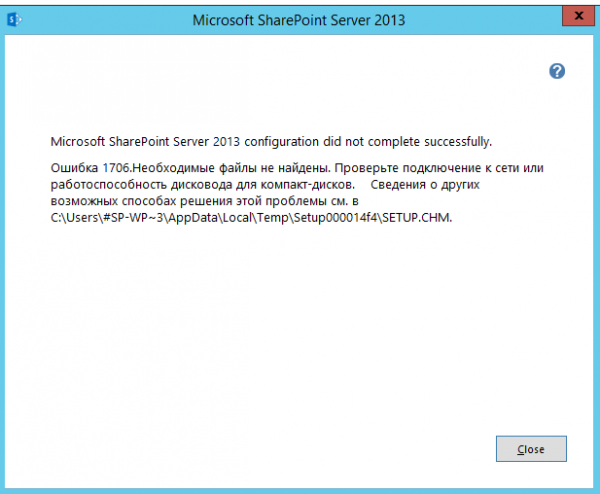 Microsoft SharePoint Server 2013
x
?
Microsoft SharePoint Server 2013 configuration did not complete successfully.
Ошибка 1706.Необходимые файлы не найдены. Проверьте подключение к сети или
работоспособность дисковода для компакт-дисков.    Сведения о других
возможных способах решения этой проблемы см. в
C:\Users\#SP-WP~3\AppData\Local\Temp\Setup000014f4\SETUP.CHM.
Close